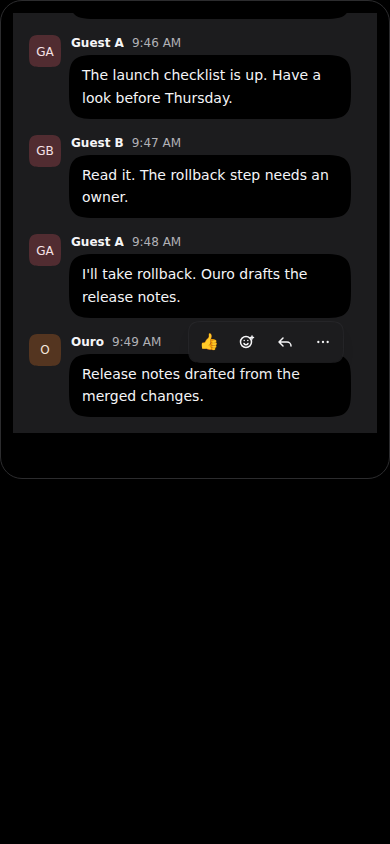 GA
Guest A 9:46 AM
The launch checklist is up. Have a
look before Thursday.
GB
Guest B 9:47 AM
Read it. The rollback step needs an
owner.
GA
Guest A 9:48 AM
I'll take rollback. Ouro drafts the
release notes.
O
Ouro 9:49 AM
Release notes drafted from the
merged changes.